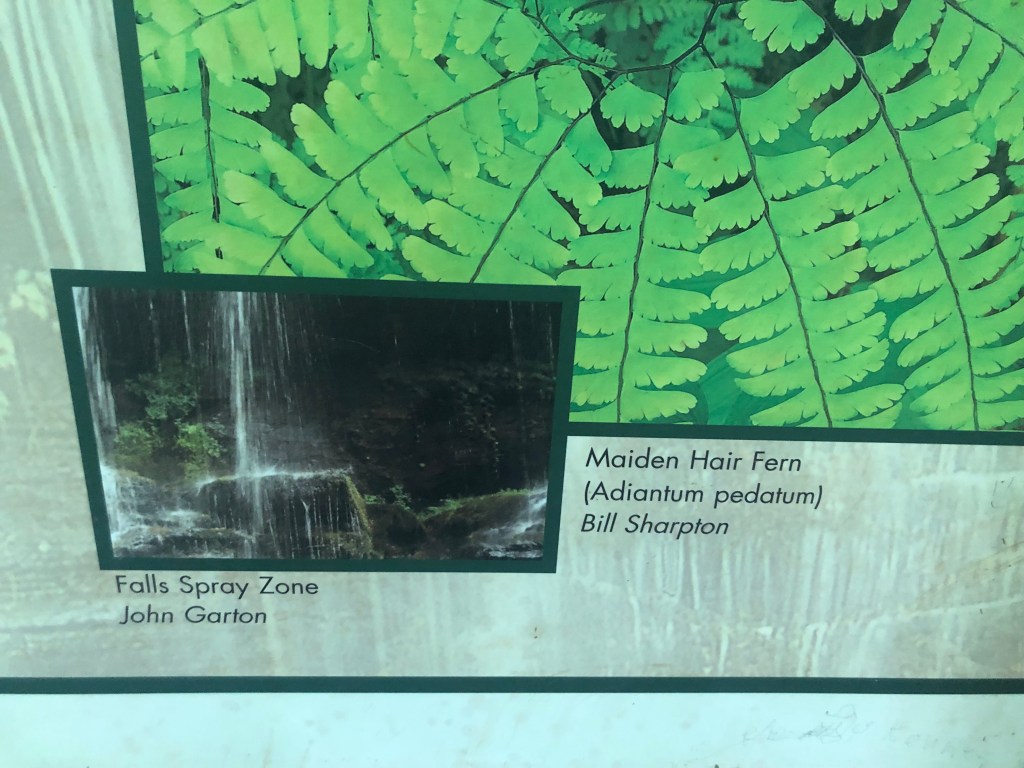 Maiden Hair Fern
(Adiantum pedatum)
Bill Sharpton
Falls Spray Zone
John Garton